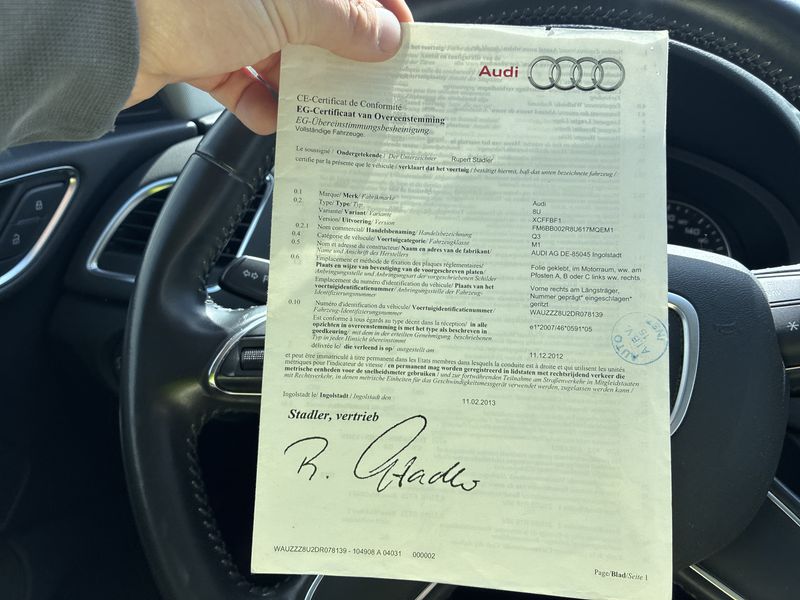 Audi
CE-Certificat de Conformité
EG-Certificaat van Overeenstemming
EG-Übereinstimmungsbesheinigung
Vollständige Fahrzeuge.
Le soussigné / Ondergetekende / Der Unterzeichner Rupert Stadler
certifie par la présente que le véhicule / verklaart dat het voertuig / bestätigt hiermit, daß das unten bezeichnete fahrzeug /
0.1 Marque/ Merk / Fabrikmarke Audi
0.2. Type/ Type/ Typ 8U
Variante/ Variant/ Variante XCFFBF1
Version/ Uitvoering/ Version FM6BB002R8U617MQEM1
0.2.1 Nom commercial/ Handelsbenaming/ Handelsbezeichnung Q3
0.4 Catégorie de véhicule/ Voertuigcategorie/ Fahrzeugklasse M1
0.5 Nom et adresse du constructeur/ Naam en adres van de fabrikant/ AUDI AG DE-85045 Ingolstadt
Name und Anschrift des Herstellers
0.6 Emplacement et méthode de fixation des plaques réglementaires/ Folie geklebt, im Motorraum, ww. am
Plaats en wijze van bevestiging van de voorgeschreven platen/ Pfosten A, B oder C links ww, rechts
Anbringungsstelle und Anbringungsart der vorgeschriebenen Schilder
Emplacement du numéro d'identification du véhicule/ Plaats van het Vorne rechts am Längsträger,
voertuigidentificatienummer/ Anbringungsstelle der Fahrzeug- Nummer geprägt* eingeschlagen*
Identifizierungsnummer geritzt
0.10 Numéro d'identification du véhicule/ Voertuigidentificatienummer/ WAUZZZ8U2DR078139
Fahrzeug-Identifizierungsnummer
Est conforme à tous égards au type décrit dans la réception/ in alle
opzichten in overeenstemming is met het type als beschreven in e1*2007/46*0591*05
goedkeuring/ mit dem in der erteilten Genehmigung beschriebenen
Typ in jeder Hinsicht übereinstimmt
délivrée le/ die verleend is op/ ausgestellt am 11.12.2012
et peut être immatriculé à titre permanent dans les Etats membres dans lesquels la conduite est à droite et qui utilisent les unités
métriques pour l'indicateur de vitesse / en permanent mag worden geregistreerd in lidstaten met rechtrijdend verkeer die
metrische eenheden voor de snelheidsmeter gebruiken / und zur fortwährenden Teilnahme am Straßenverkehr in Mitgliedstaaten
mit Rechtsverkehr, in denen metrische Einheiten für das Geschwindigkeitsmessgerät verwendet werden, zugelassen werden kann /
Ingolstadt le/ Ingolstadt / Ingolstadt den 11.02.2013
Stadler, vertrieb
R. Stadler
WAUZZZ8U2DR078139 - 104908 A 04031 000002
Page/Blad/Seite 1